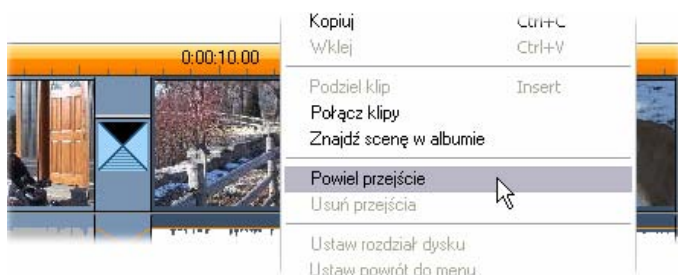 Kopiuj Ctrl+C
Wklej Ctrl+V
0:00:10.00
Podziel klip Insert
Połącz klipy
Znajdź scenę w albumie
Powiel przejście
Usuń przejścia
Ustaw rozdział dysku
Ustaw powrót do menu